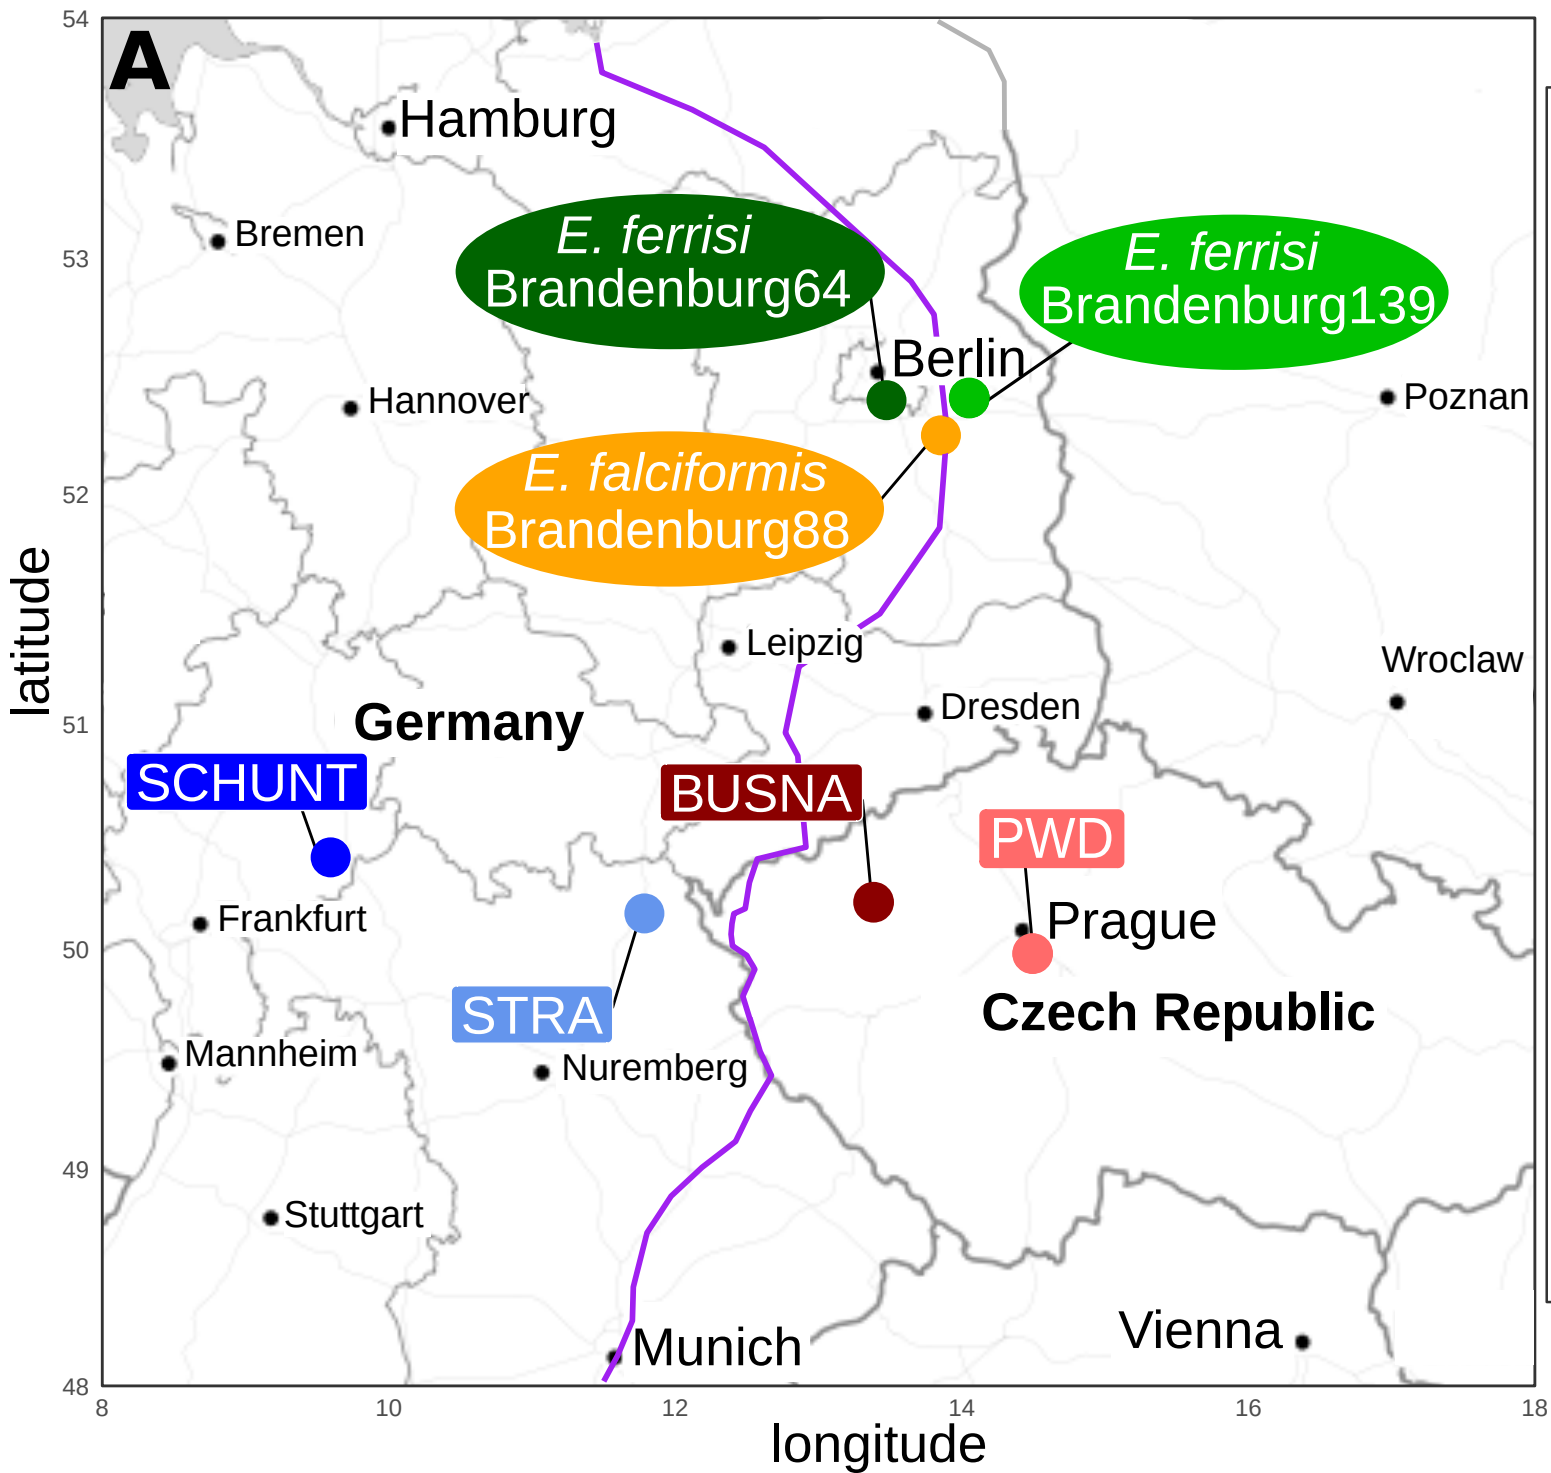 A
54
53
52
51
50
49
48
latitude
Hamburg
Bremen
E. ferrisi
Brandenburg64
E. ferrisi
Brandenburg139
Berlin
Hannover
Poznan
E. falciformis
Brandenburg88
Leipzig
Wroclaw
Dresden
Germany
SCHUNT
BUSNA
PWD
Frankfurt
Prague
STRA
Czech Republic
Mannheim
Nuremberg
Stuttgart
Munich
Vienna
8
10
12
14
16
18
longitude